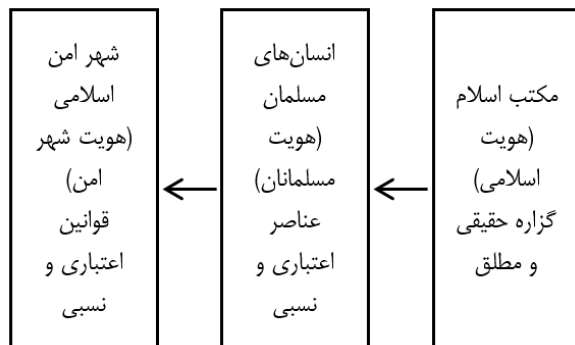 مکتب اسلام
(هویت
اسلامی)
گزاره حقیقی
و مطلق
انسان‌های
مسلمان
(هویت
مسلمانان)
عناصر
اعتباری و
نسبی
شهر امن
اسلامی
(هویت شهر
امن)
قوانین
اعتباری و
نسبی